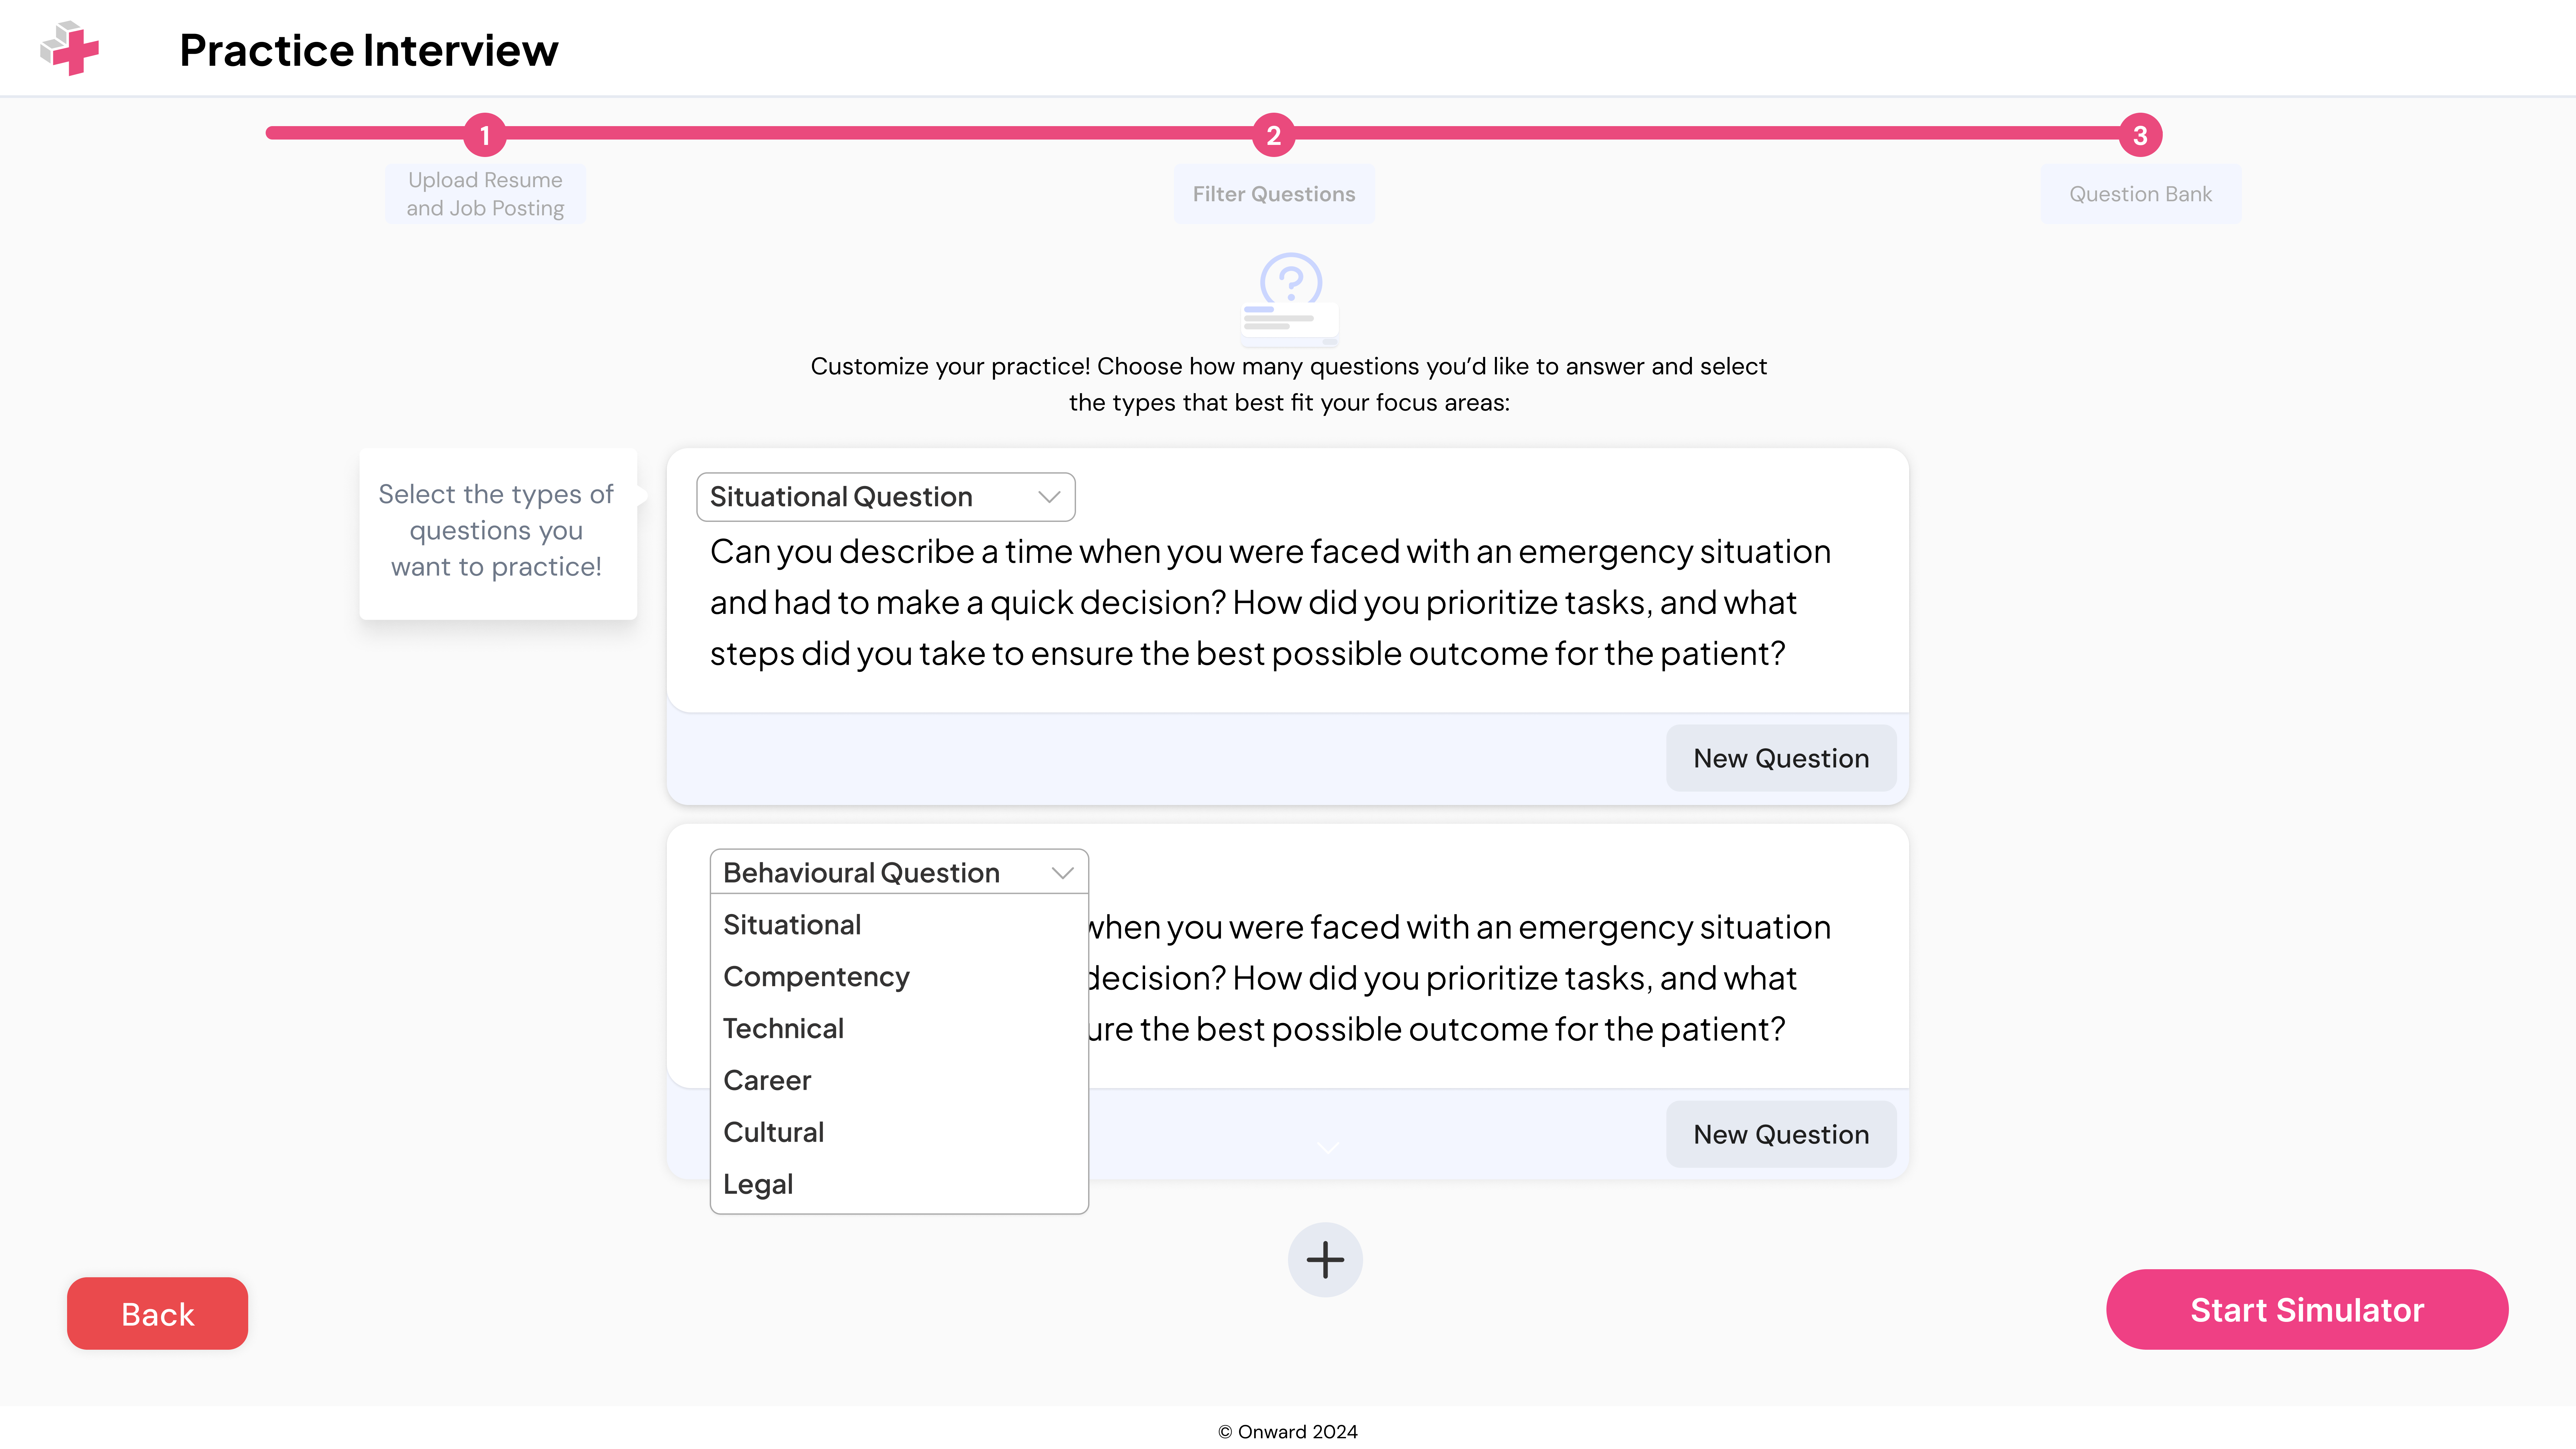 Practice Interview
1
2
3
Upload Resume
and Job Posting
Filter Questions
Question Bank
?
Customize your practice! Choose how many questions you’d like to answer and select
the types that best fit your focus areas:
Select the types of
questions you
want to practice!
Situational Question
Can you describe a time when you were faced with an emergency situation
and had to make a quick decision? How did you prioritize tasks, and what
steps did you take to ensure the best possible outcome for the patient?
New Question
Behavioural Question
Situational
Compentency
Technical
Career
Cultural
Legal
when you were faced with an emergency situation
decision? How did you prioritize tasks, and what
ure the best possible outcome for the patient?
New Question
Back
Start Simulator
© Onward 2024